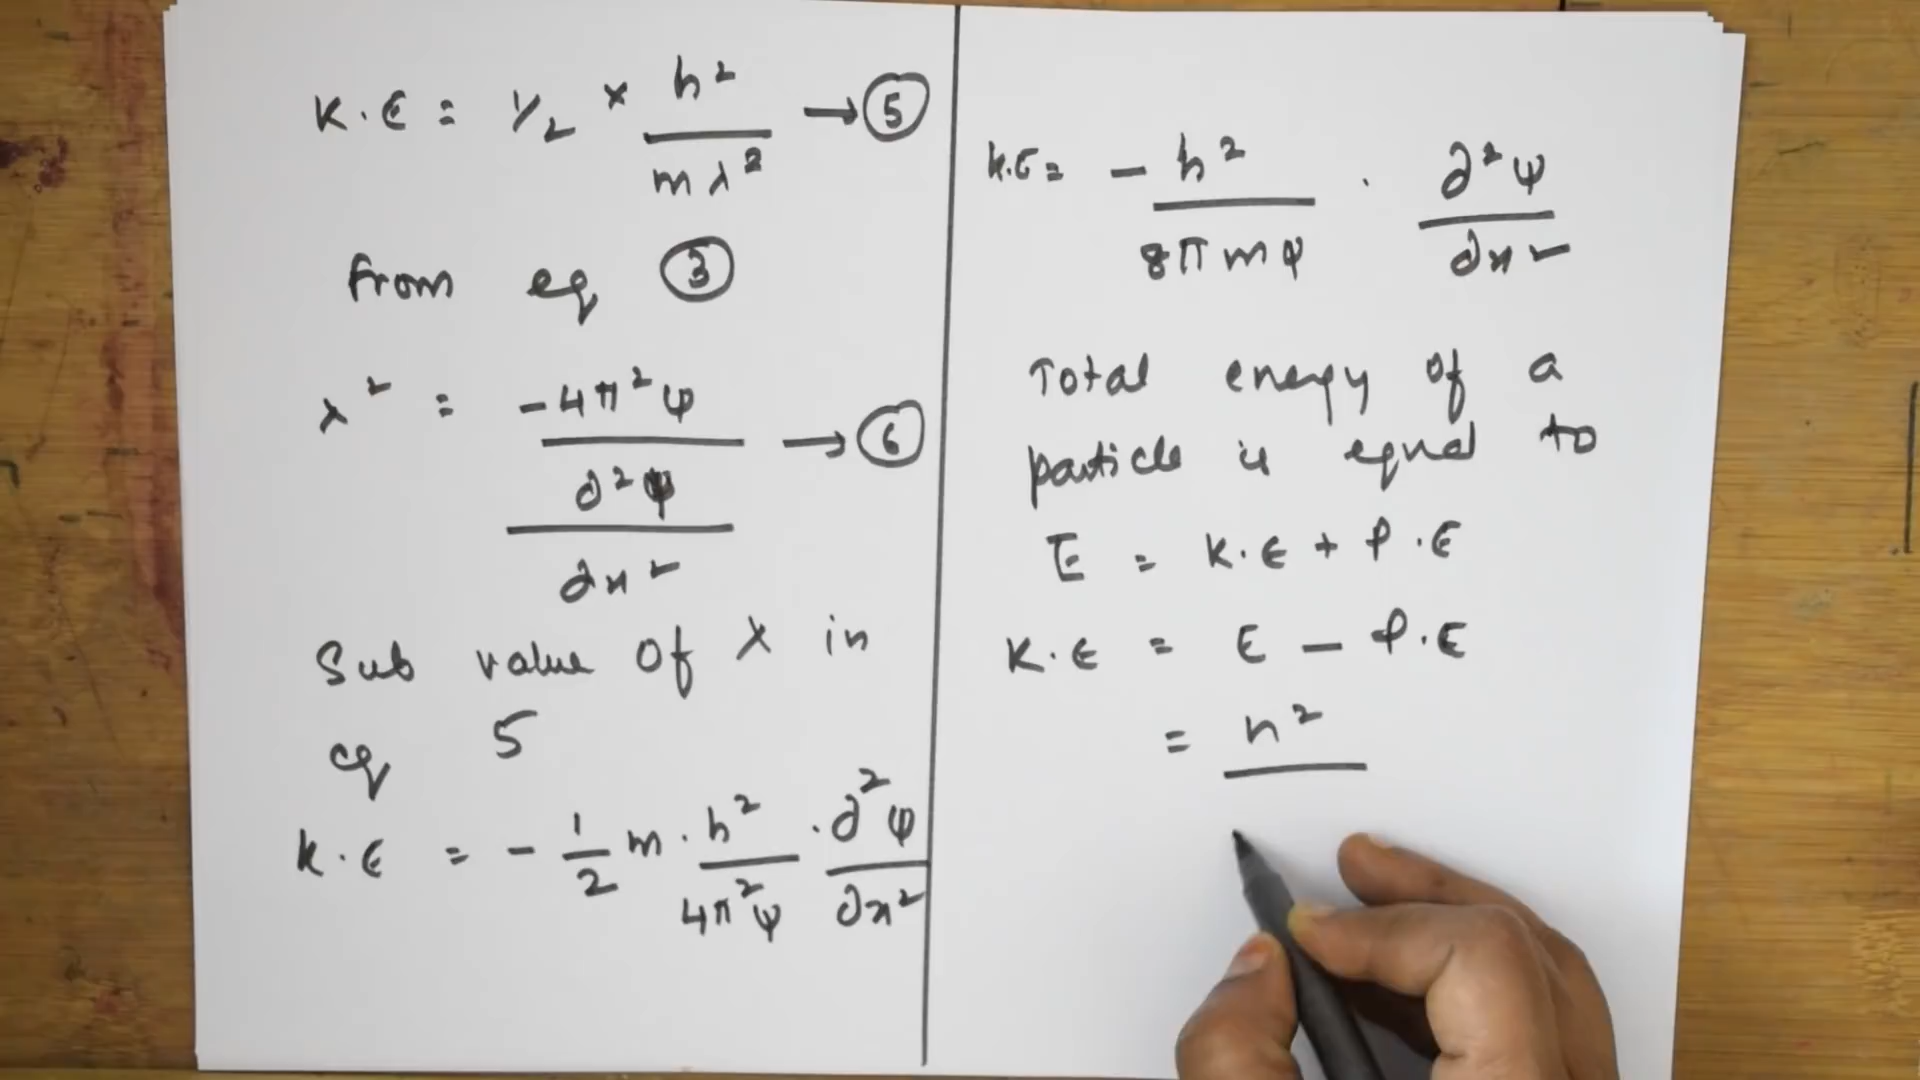 K.E = 1/2 × h² / mλ² → ⑤
from eq ③
λ² = -4π²ψ / ∂²ψ / ∂x² → ⑥
Sub value of λ in
eq 5
K.E = - 1/2 m . h² / 4π²ψ . ∂²ψ / ∂x²
K.E = - h² / 8πmψ . ∂²ψ / ∂x²
Total energy of a
particle is equal to
E = K.E + P.E
K.E = E - P.E
= h²